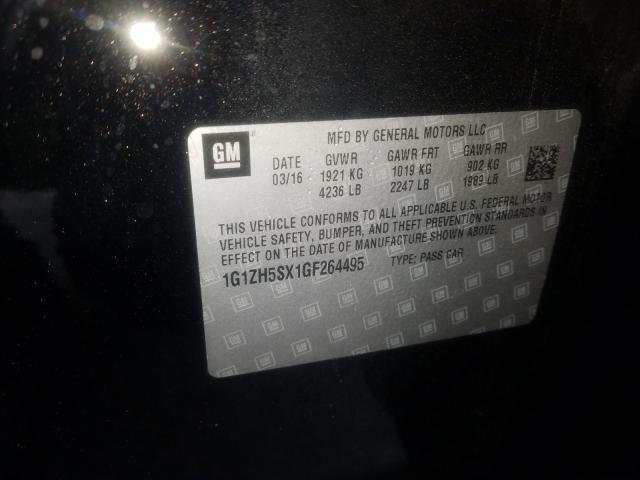 GM
MFD BY GENERAL MOTORS LLC
DATE GVWR GAWR FRT GAWR RR
03/16 1921 KG 1019 KG 902 KG
4236 LB 2247 LB 1989 LB
THIS VEHICLE CONFORMS TO ALL APPLICABLE U.S. FEDERAL MOTOR
VEHICLE SAFETY, BUMPER, AND THEFT PREVENTION STANDARDS IN
EFFECT ON THE DATE OF MANUFACTURE SHOWN ABOVE.
1G1ZH5SX1GF264495 TYPE: PASS CAR